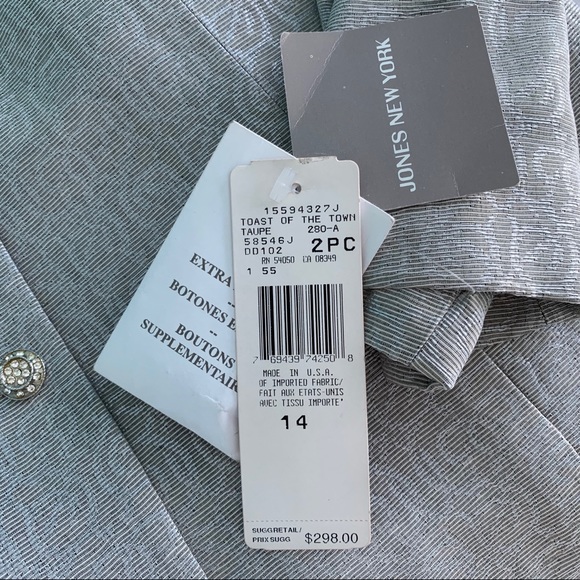 JONES NEW YORK
15594327J
TOAST OF THE TOWN
TAUPE 280-A
58546J 2PC
DD102
RN 54050 CA 08349
1 55
7 69439 74250 8
MADE IN U.S.A.
OF IMPORTED FABRIC/
FAIT AUX ETATS-UNIS
AVEC TISSU IMPORTE'
14
SUGG RETAIL/
PRIX SUGG $298.00
EXTRA
--
BOTONES E
--
BOUTONS
SUPPLEMENTAIR